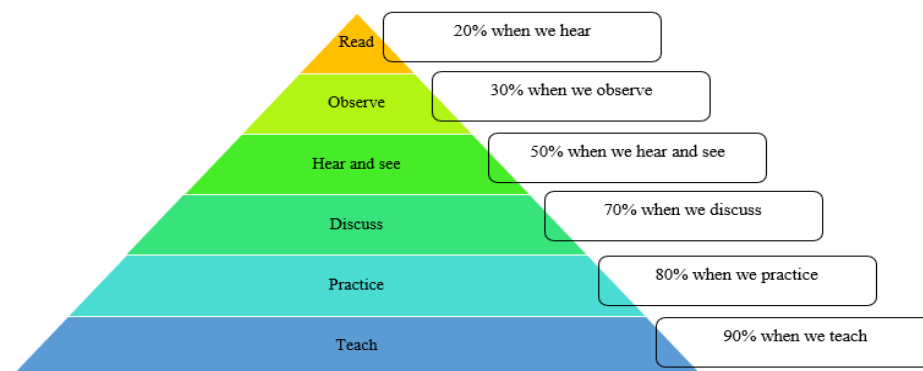 Read
20% when we hear
Observe
30% when we observe
Hear and see
50% when we hear and see
Discuss
70% when we discuss
Practice
80% when we practice
Teach
90% when we teach